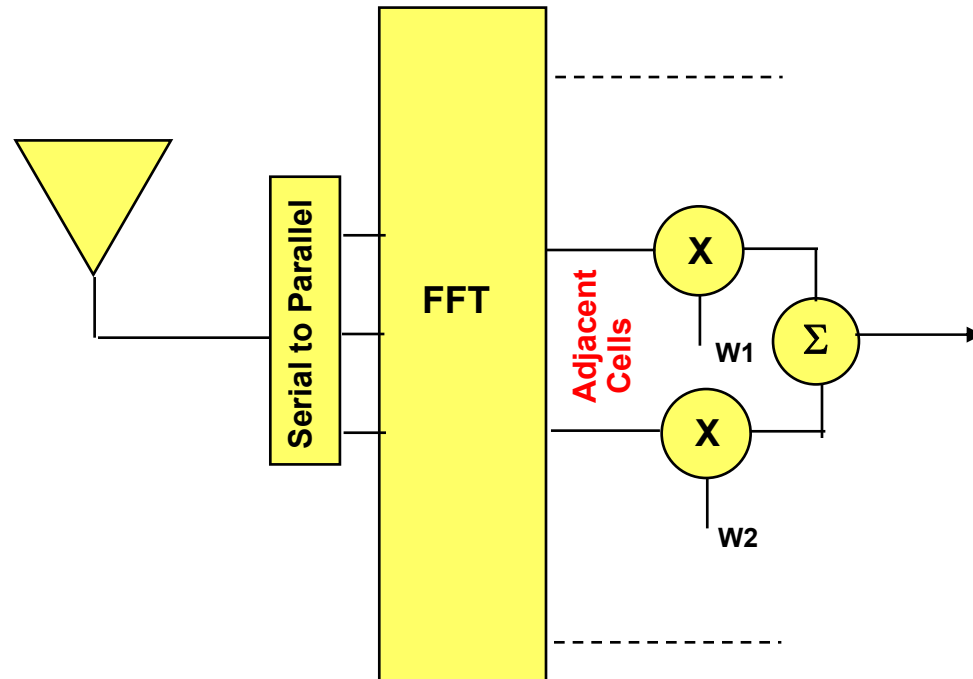 Serial to Parallel
FFT
Adjacent
Cells
X
W1
Σ
X
W2